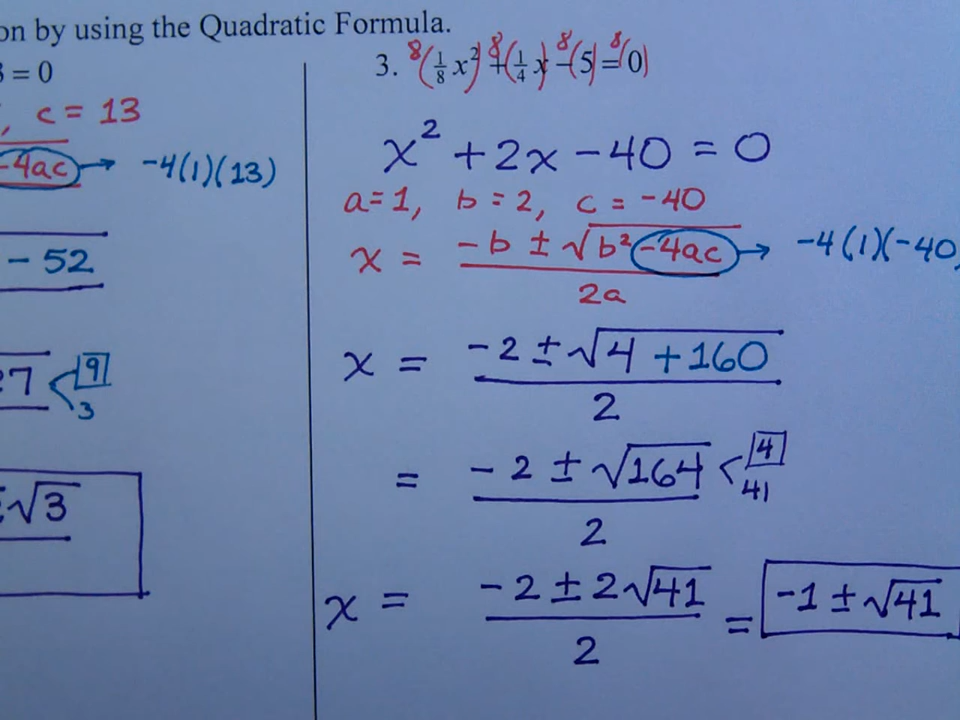 on by using the Quadratic Formula.
3 = 0
, c = 13
-4ac → -4(1)(13)
- 52
27 < 9
3
√3
3. 8(1/8 x²) + 8(1/4 x) - 8(5) = 8(0)
x² + 2x - 40 = 0
a = 1, b = 2, c = -40
x = -b ± √b² - 4ac → -4(1)(-40)
2a
x = -2 ± √4 + 160
2
= -2 ± √164 < 4
41
2
x = -2 ± 2√41 = -1 ± √41
2